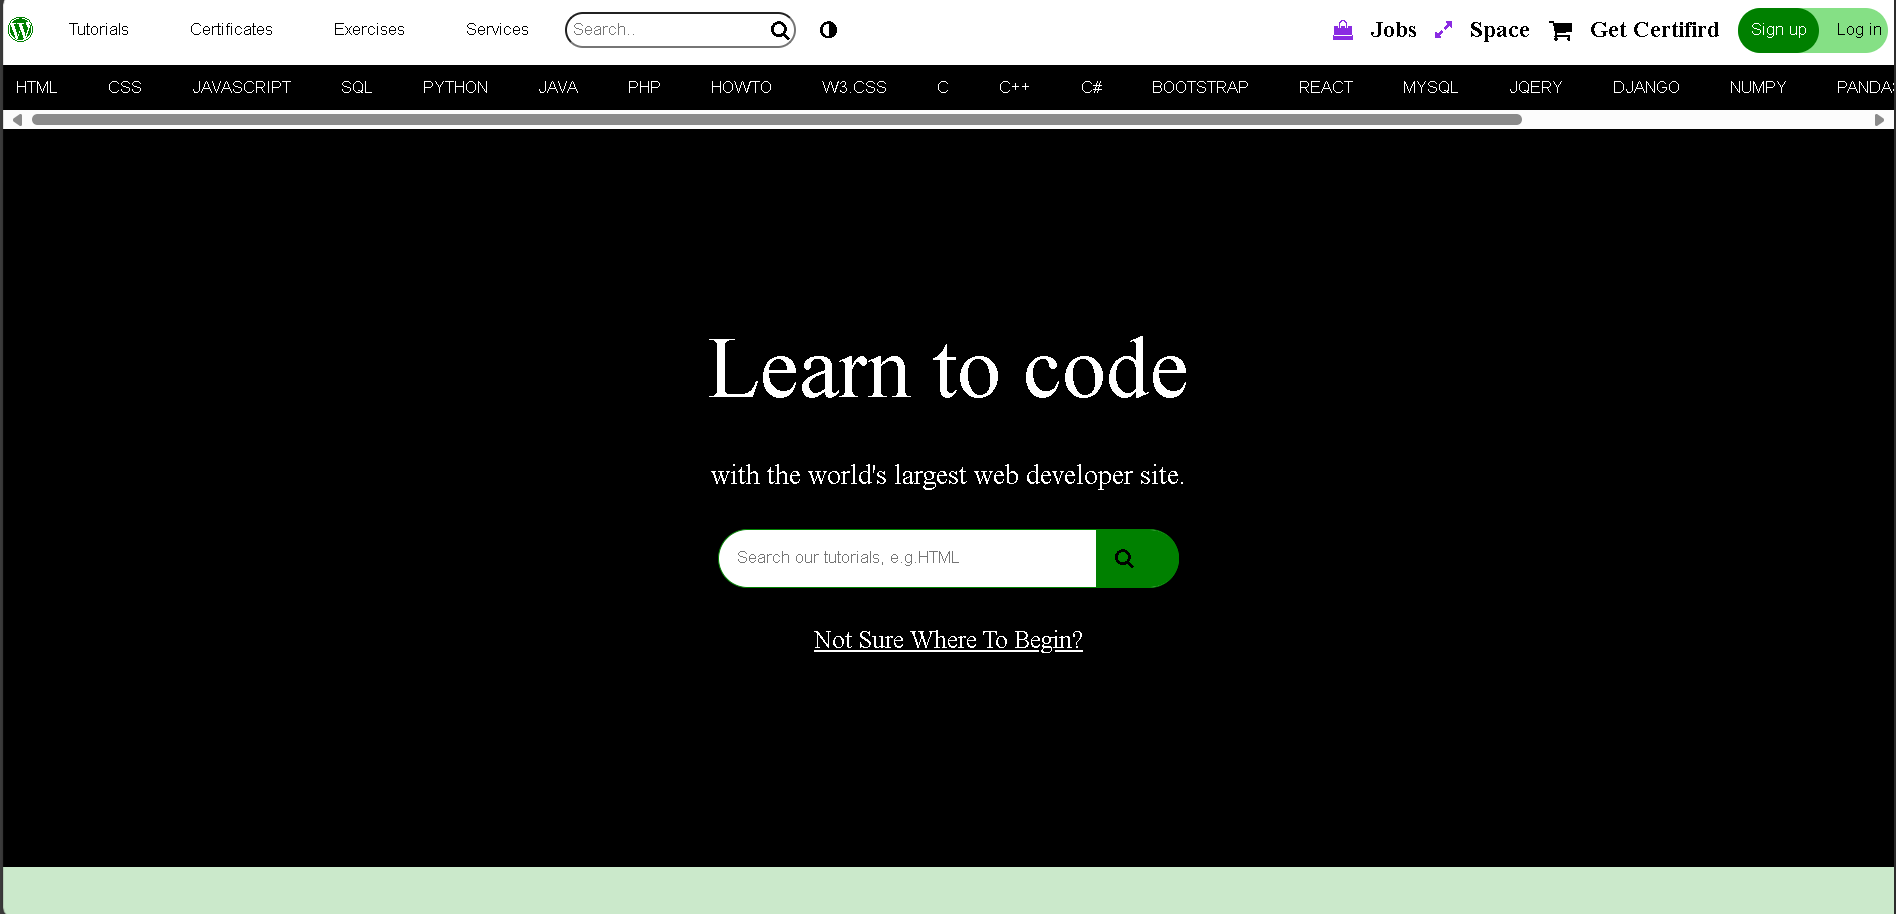 Tutorials Certificates Exercises Services Search.. Jobs Space Get Certifird Sign up Log in
HTML CSS JAVASCRIPT SQL PYTHON JAVA PHP HOWTO W3.CSS C C++ C# BOOTSTRAP REACT MYSQL JQERY DJANGO NUMPY PANDAS
Learn to code
with the world's largest web developer site.
Search our tutorials, e.g.HTML
Not Sure Where To Begin?